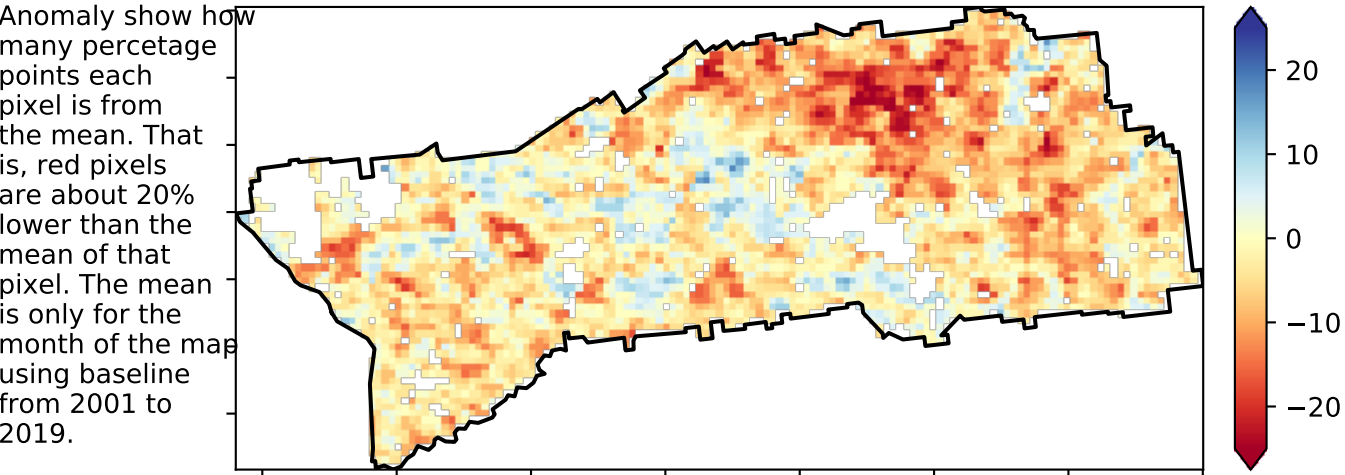 Anomaly show how
many percetage
points each
pixel is from
the mean. That
is, red pixels
are about 20%
lower than the
mean of that
pixel. The mean
is only for the
month of the map
using baseline
from 2001 to
2019.
20
10
0
−10
−20